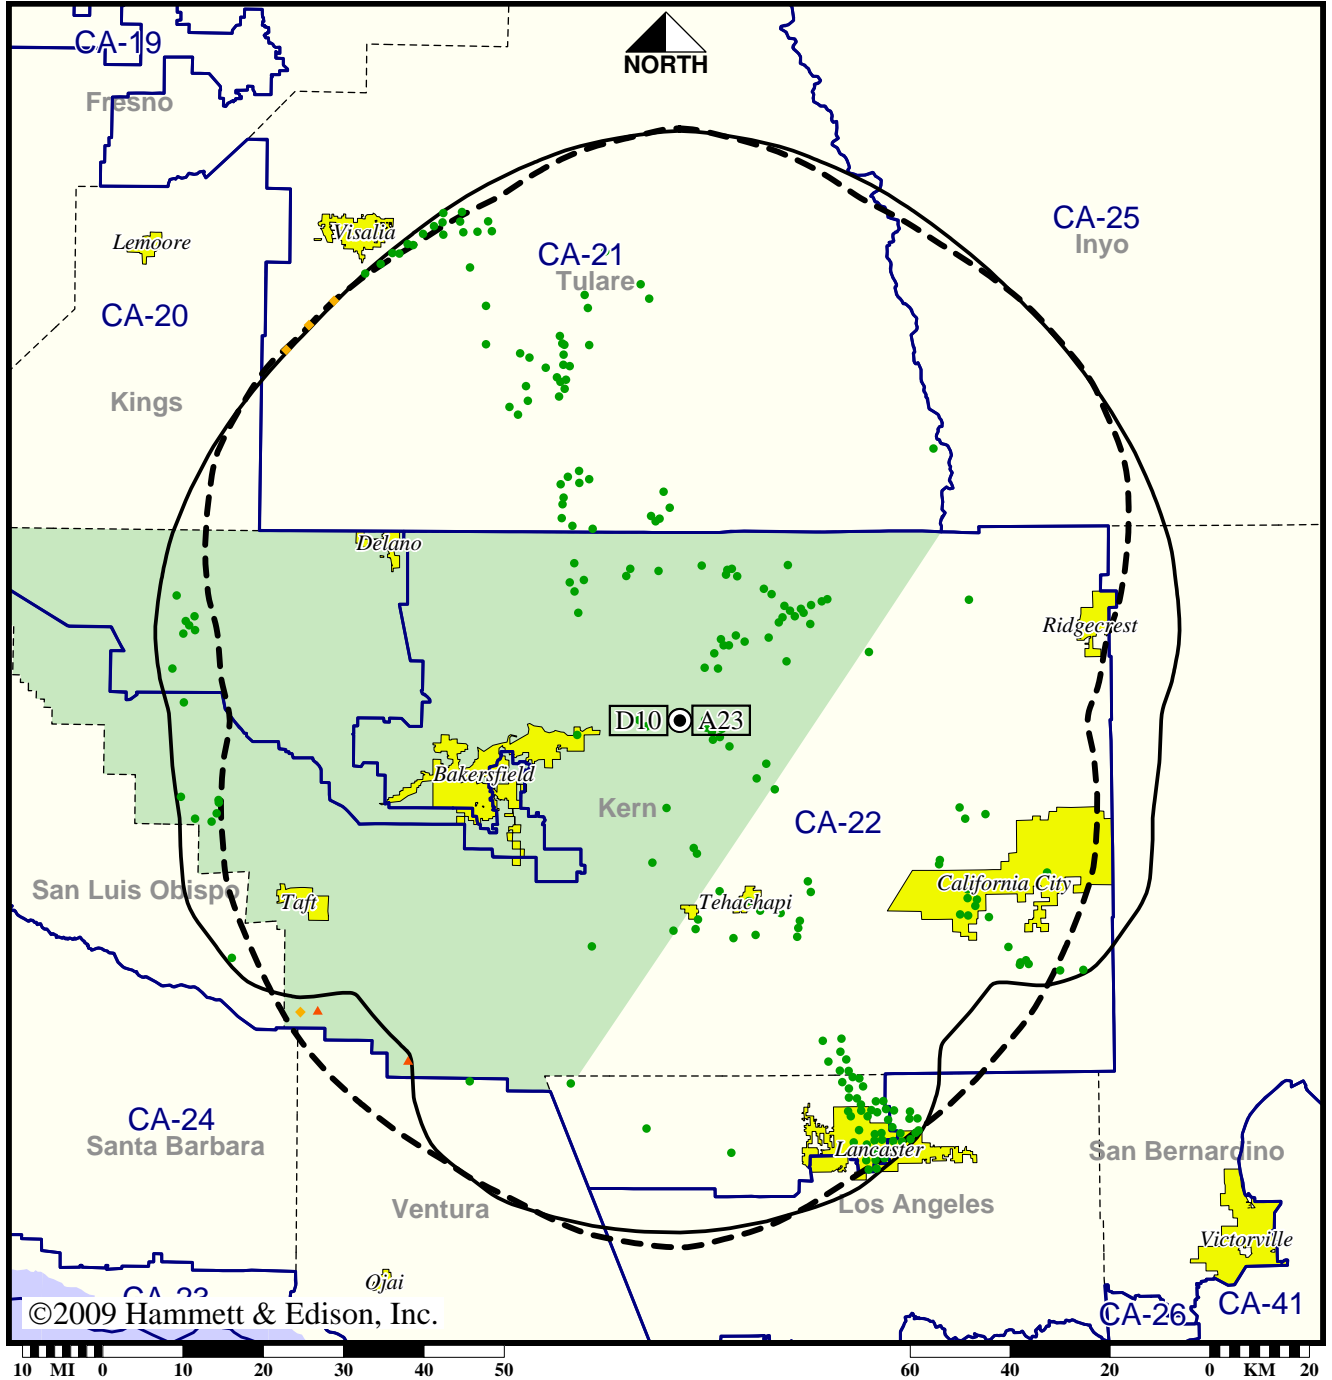 CA-19
NORTH
Fresno
CA-25
Inyo
Lemoore
Visalia
CA-21
Tulare
CA-20
Kings
Delano
Ridgecrest
D10
A23
Bakersfield
Kern
CA-22
San Luis Obispo
Taft
Tehachapi
California City
CA-24
Santa Barbara
Lancaster
San Bernardino
Ventura
Los Angeles
Victorville
Ojai
CA-23
©2009 Hammett & Edison, Inc.
CA-26
CA-41
10 MI 0 10 20 30 40 50
60 40 20 0 KM 20